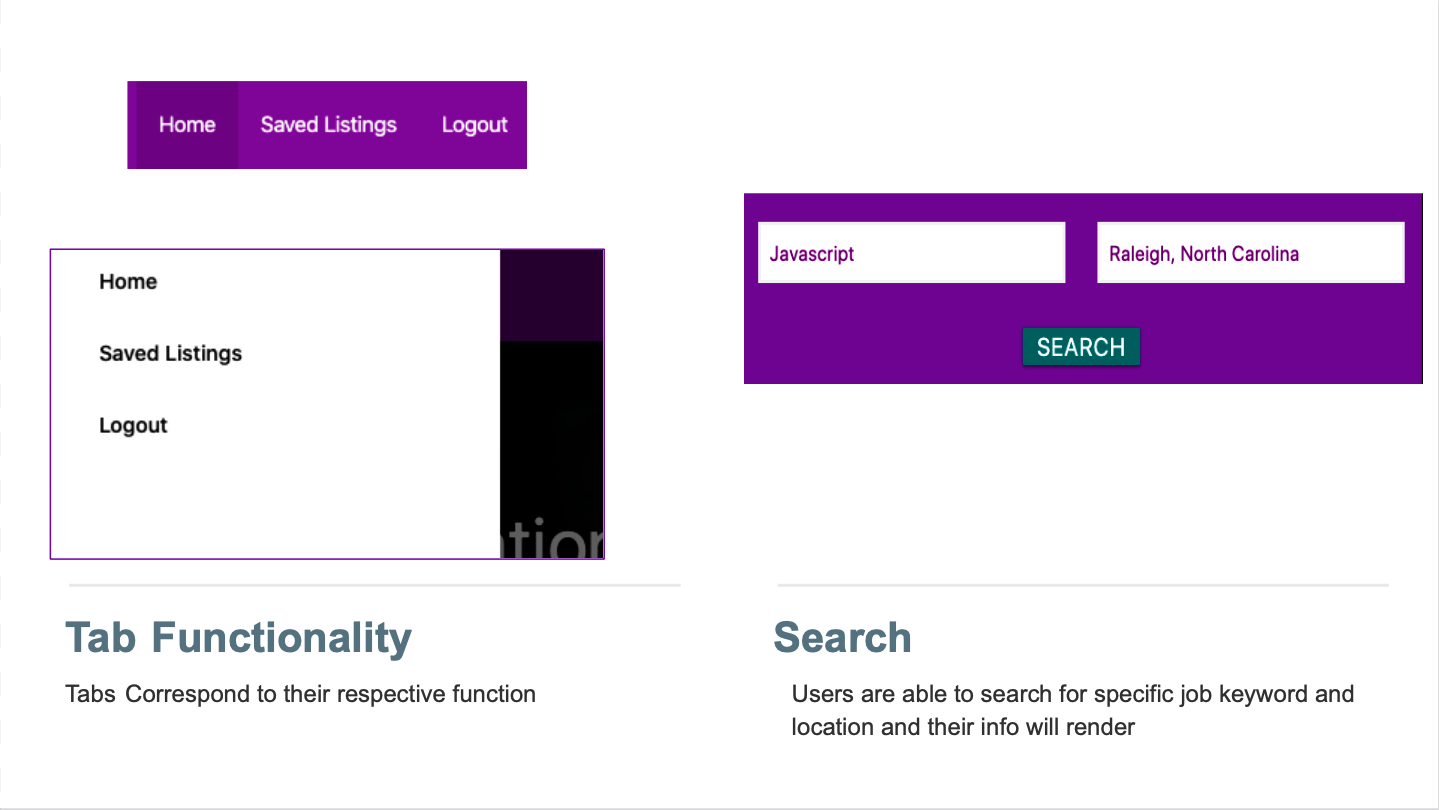 Home Saved Listings Logout
Home
Saved Listings
Logout
Tab Functionality
Tabs Correspond to their respective function
Javascript Raleigh, North Carolina
SEARCH
Search
Users are able to search for specific job keyword and
location and their info will render